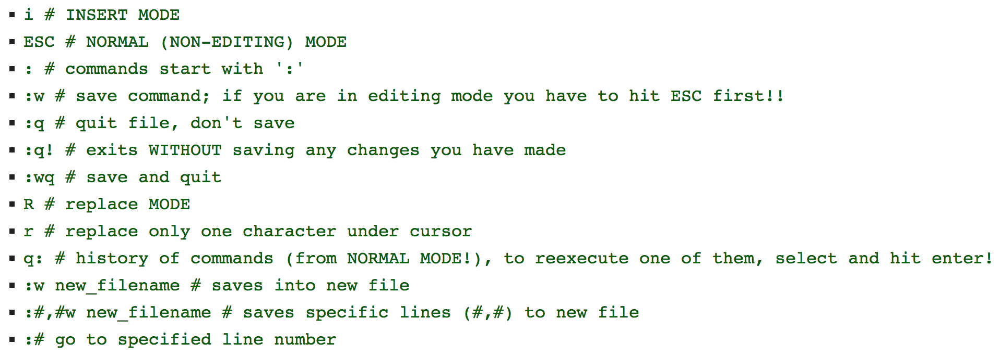 ▪ i # INSERT MODE
▪ ESC # NORMAL (NON-EDITING) MODE
▪ : # commands start with ':'
▪ :w # save command; if you are in editing mode you have to hit ESC first!!
▪ :q # quit file, don't save
▪ :q! # exits WITHOUT saving any changes you have made
▪ :wq # save and quit
▪ R # replace MODE
▪ r # replace only one character under cursor
▪ q: # history of commands (from NORMAL MODE!), to reexecute one of them, select and hit enter!
▪ :w new_filename # saves into new file
▪ :#,#w new_filename # saves specific lines (#,#) to new file
▪ :# go to specified line number